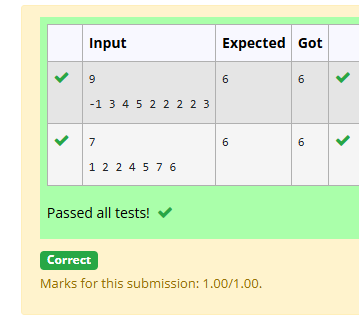 Input Expected Got
9 6 6
-1 3 4 5 2 2 2 2 3
7 6 6
1 2 2 4 5 7 6
Passed all tests!
Correct
Marks for this submission: 1.00/1.00.